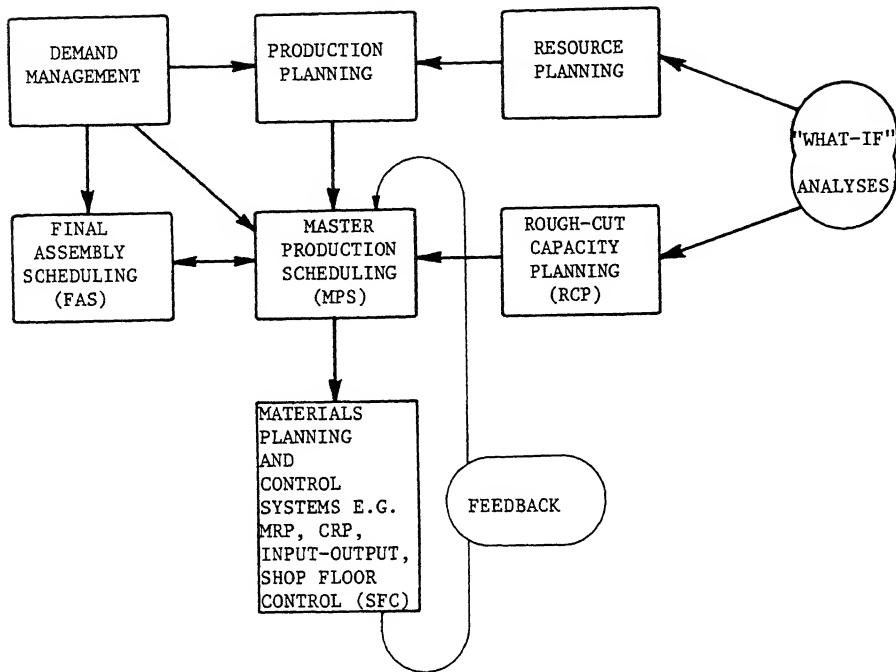 DEMAND
MANAGEMENT
PRODUCTION
PLANNING
RESOURCE
PLANNING
"WHAT-IF"
ANALYSES
FINAL
ASSEMBLY
SCHEDULING
(FAS)
MASTER
PRODUCTION
SCHEDULING
(MPS)
ROUGH-CUT
CAPACITY
PLANNING
(RCP)
MATERIALS
PLANNING
AND
CONTROL
SYSTEMS E.G.
MRP, CRP,
INPUT-OUTPUT,
SHOP FLOOR
CONTROL (SFC)
FEEDBACK